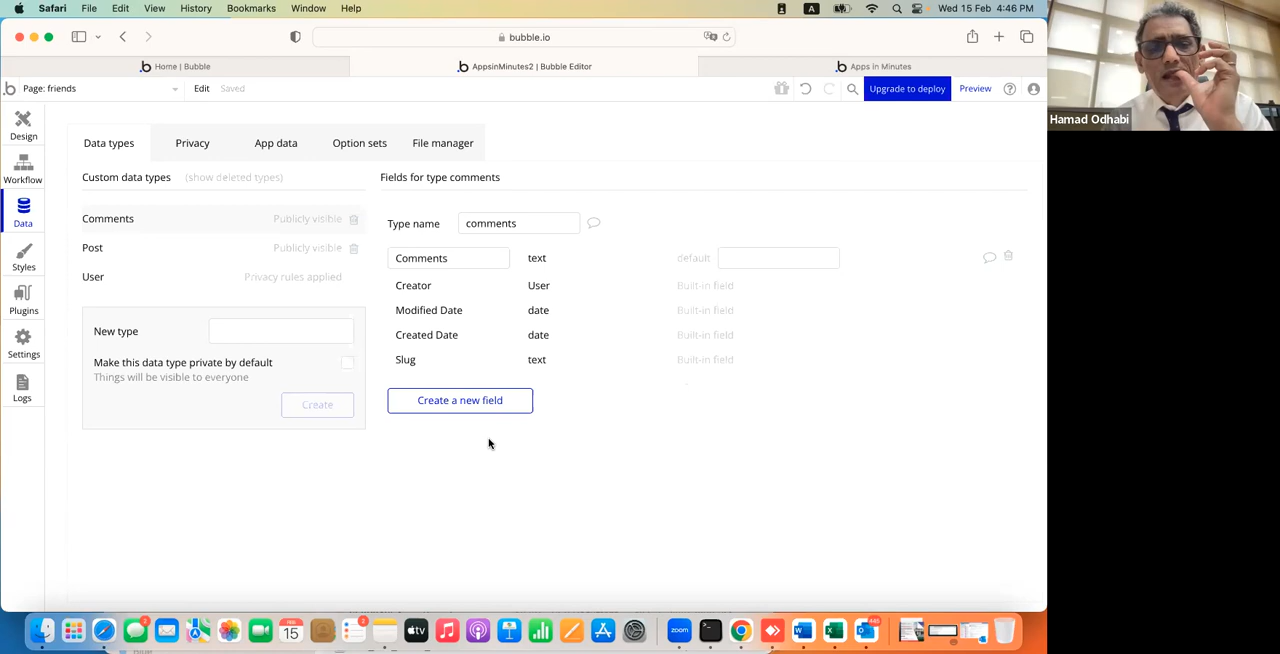 Safari File Edit View History Bookmarks Window Help A Wed 15 Feb 4:46 PM
bubble.io
Home | Bubble AppsinMinutes2 | Bubble Editor Apps in Minutes
Page: friends Edit Saved Upgrade to deploy Preview
Hamad Odhabi
Design
Workflow
Data
Styles
Plugins
Settings
Logs
Data types Privacy App data Option sets File manager
Custom data types (show deleted types)
Comments Publicly visible
Post Publicly visible
User Privacy rules applied
New type
Make this data type private by default
Things will be visible to everyone
Create
Fields for type comments
Type name comments
Comments text default
Creator User Built-in field
Modified Date date Built-in field
Created Date date Built-in field
Slug text Built-in field
Create a new field
FEB
15
tv
zoom